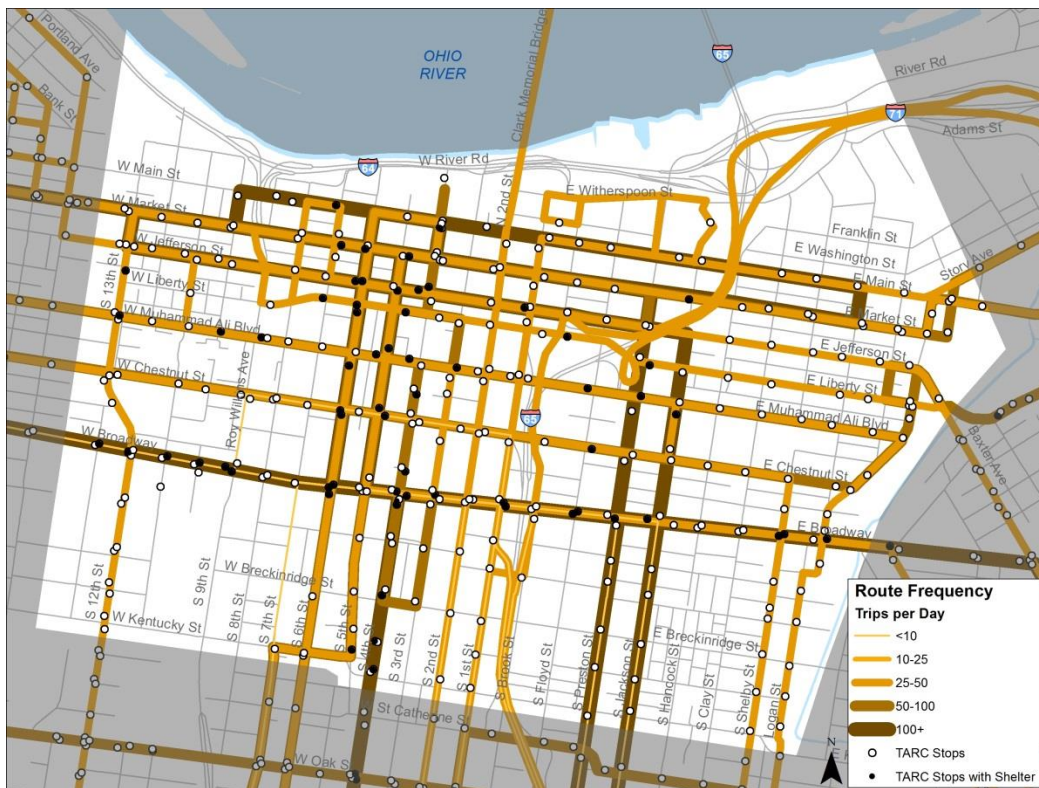 OHIO
RIVER
Clark Memorial Bridge
65
River Rd
71
Adams St
Portland Ave
Bank St
W River Rd
64
W Main St
E Witherspoon St
N 2nd St
W Market St
Franklin St
E Washington St
W Jefferson St
E Main St
Story Ave
S 13th St
W Liberty St
E Market St
W Muhammad Ali Blvd
E Jefferson St
W Chestnut St
E Liberty St
Roy Wilkins Ave
65
E Muhammad Ali Blvd
Baxter Ave
W Broadway
E Chestnut St
E Broadway
W Breckinridge St
S 12th St
S 9th St
S 8th St
S 7th St
S 6th St
S 5th St
S 4th St
S 3rd St
S 2nd St
S 1st St
S Brook St
S Floyd St
S Preston St
S Jackson St
S Hancock St
S Clay St
S Shelby St
Logan St
W Kentucky St
E Breckinridge St
St Catherine St
W Oak St
Route Frequency
Trips per Day
<10
10-25
25-50
50-100
100+
TARC Stops
TARC Stops with Shelter
N